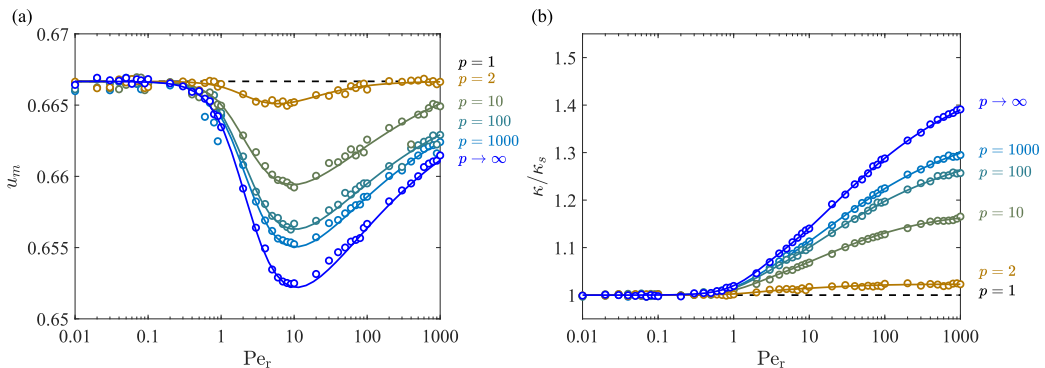 (a)
0.67
0.665
0.66
0.655
0.65
u_m
0.01
0.1
1
10
100
1000
Pe_r
p = 1
p = 2
p = 10
p = 100
p = 1000
p → ∞
(b)
1.5
1.4
1.3
1.2
1.1
1
κ/κ_s
0.01
0.1
1
10
100
1000
Pe_r
p → ∞
p = 1000
p = 100
p = 10
p = 2
p = 1